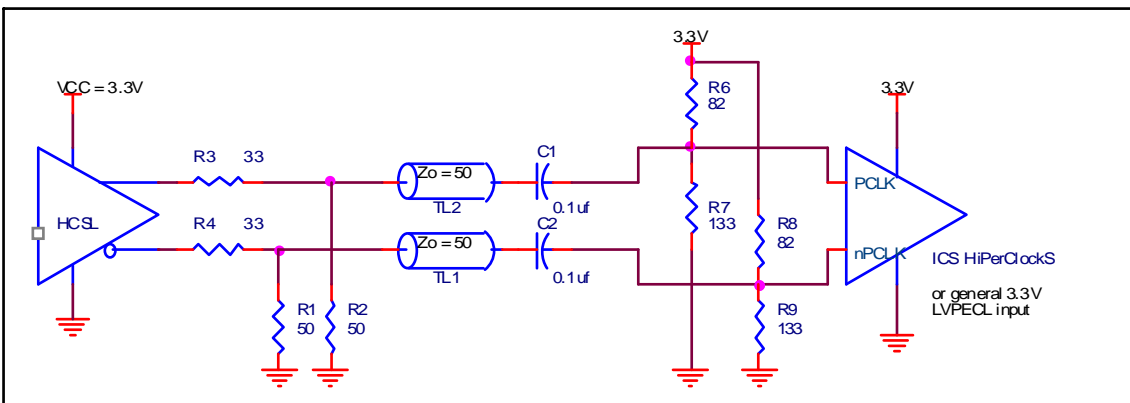 3.3V
VCC = 3.3V
R6
82
3.3V
R3 33
Zo = 50
TL2
C1
0.1uf
HCSL
R4 33
Zo = 50
TL1
C2
0.1uf
R7
133
R8
82
PCLK
nPCLK
ICS HiPerClockS
or general 3.3V
LVPECL input
R1
50
R2
50
R9
133